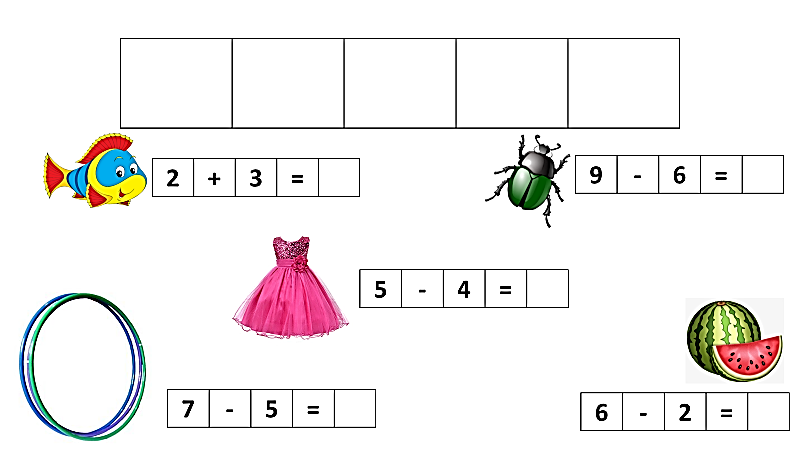 2 + 3 =
9 - 6 =
5 - 4 =
7 - 5 =
6 - 2 =